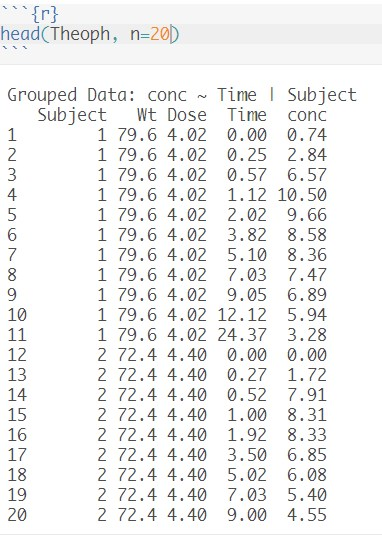 ```{r}
head(Theoph, n=20)
```
Grouped Data: conc ~ Time | Subject
Subject Wt Dose Time conc
1 1 79.6 4.02 0.00 0.74
2 1 79.6 4.02 0.25 2.84
3 1 79.6 4.02 0.57 6.57
4 1 79.6 4.02 1.12 10.50
5 1 79.6 4.02 2.02 9.66
6 1 79.6 4.02 3.82 8.58
7 1 79.6 4.02 5.10 8.36
8 1 79.6 4.02 7.03 7.47
9 1 79.6 4.02 9.05 6.89
10 1 79.6 4.02 12.12 5.94
11 1 79.6 4.02 24.37 3.28
12 2 72.4 4.40 0.00 0.00
13 2 72.4 4.40 0.27 1.72
14 2 72.4 4.40 0.52 7.91
15 2 72.4 4.40 1.00 8.31
16 2 72.4 4.40 1.92 8.33
17 2 72.4 4.40 3.50 6.85
18 2 72.4 4.40 5.02 6.08
19 2 72.4 4.40 7.03 5.40
20 2 72.4 4.40 9.00 4.55